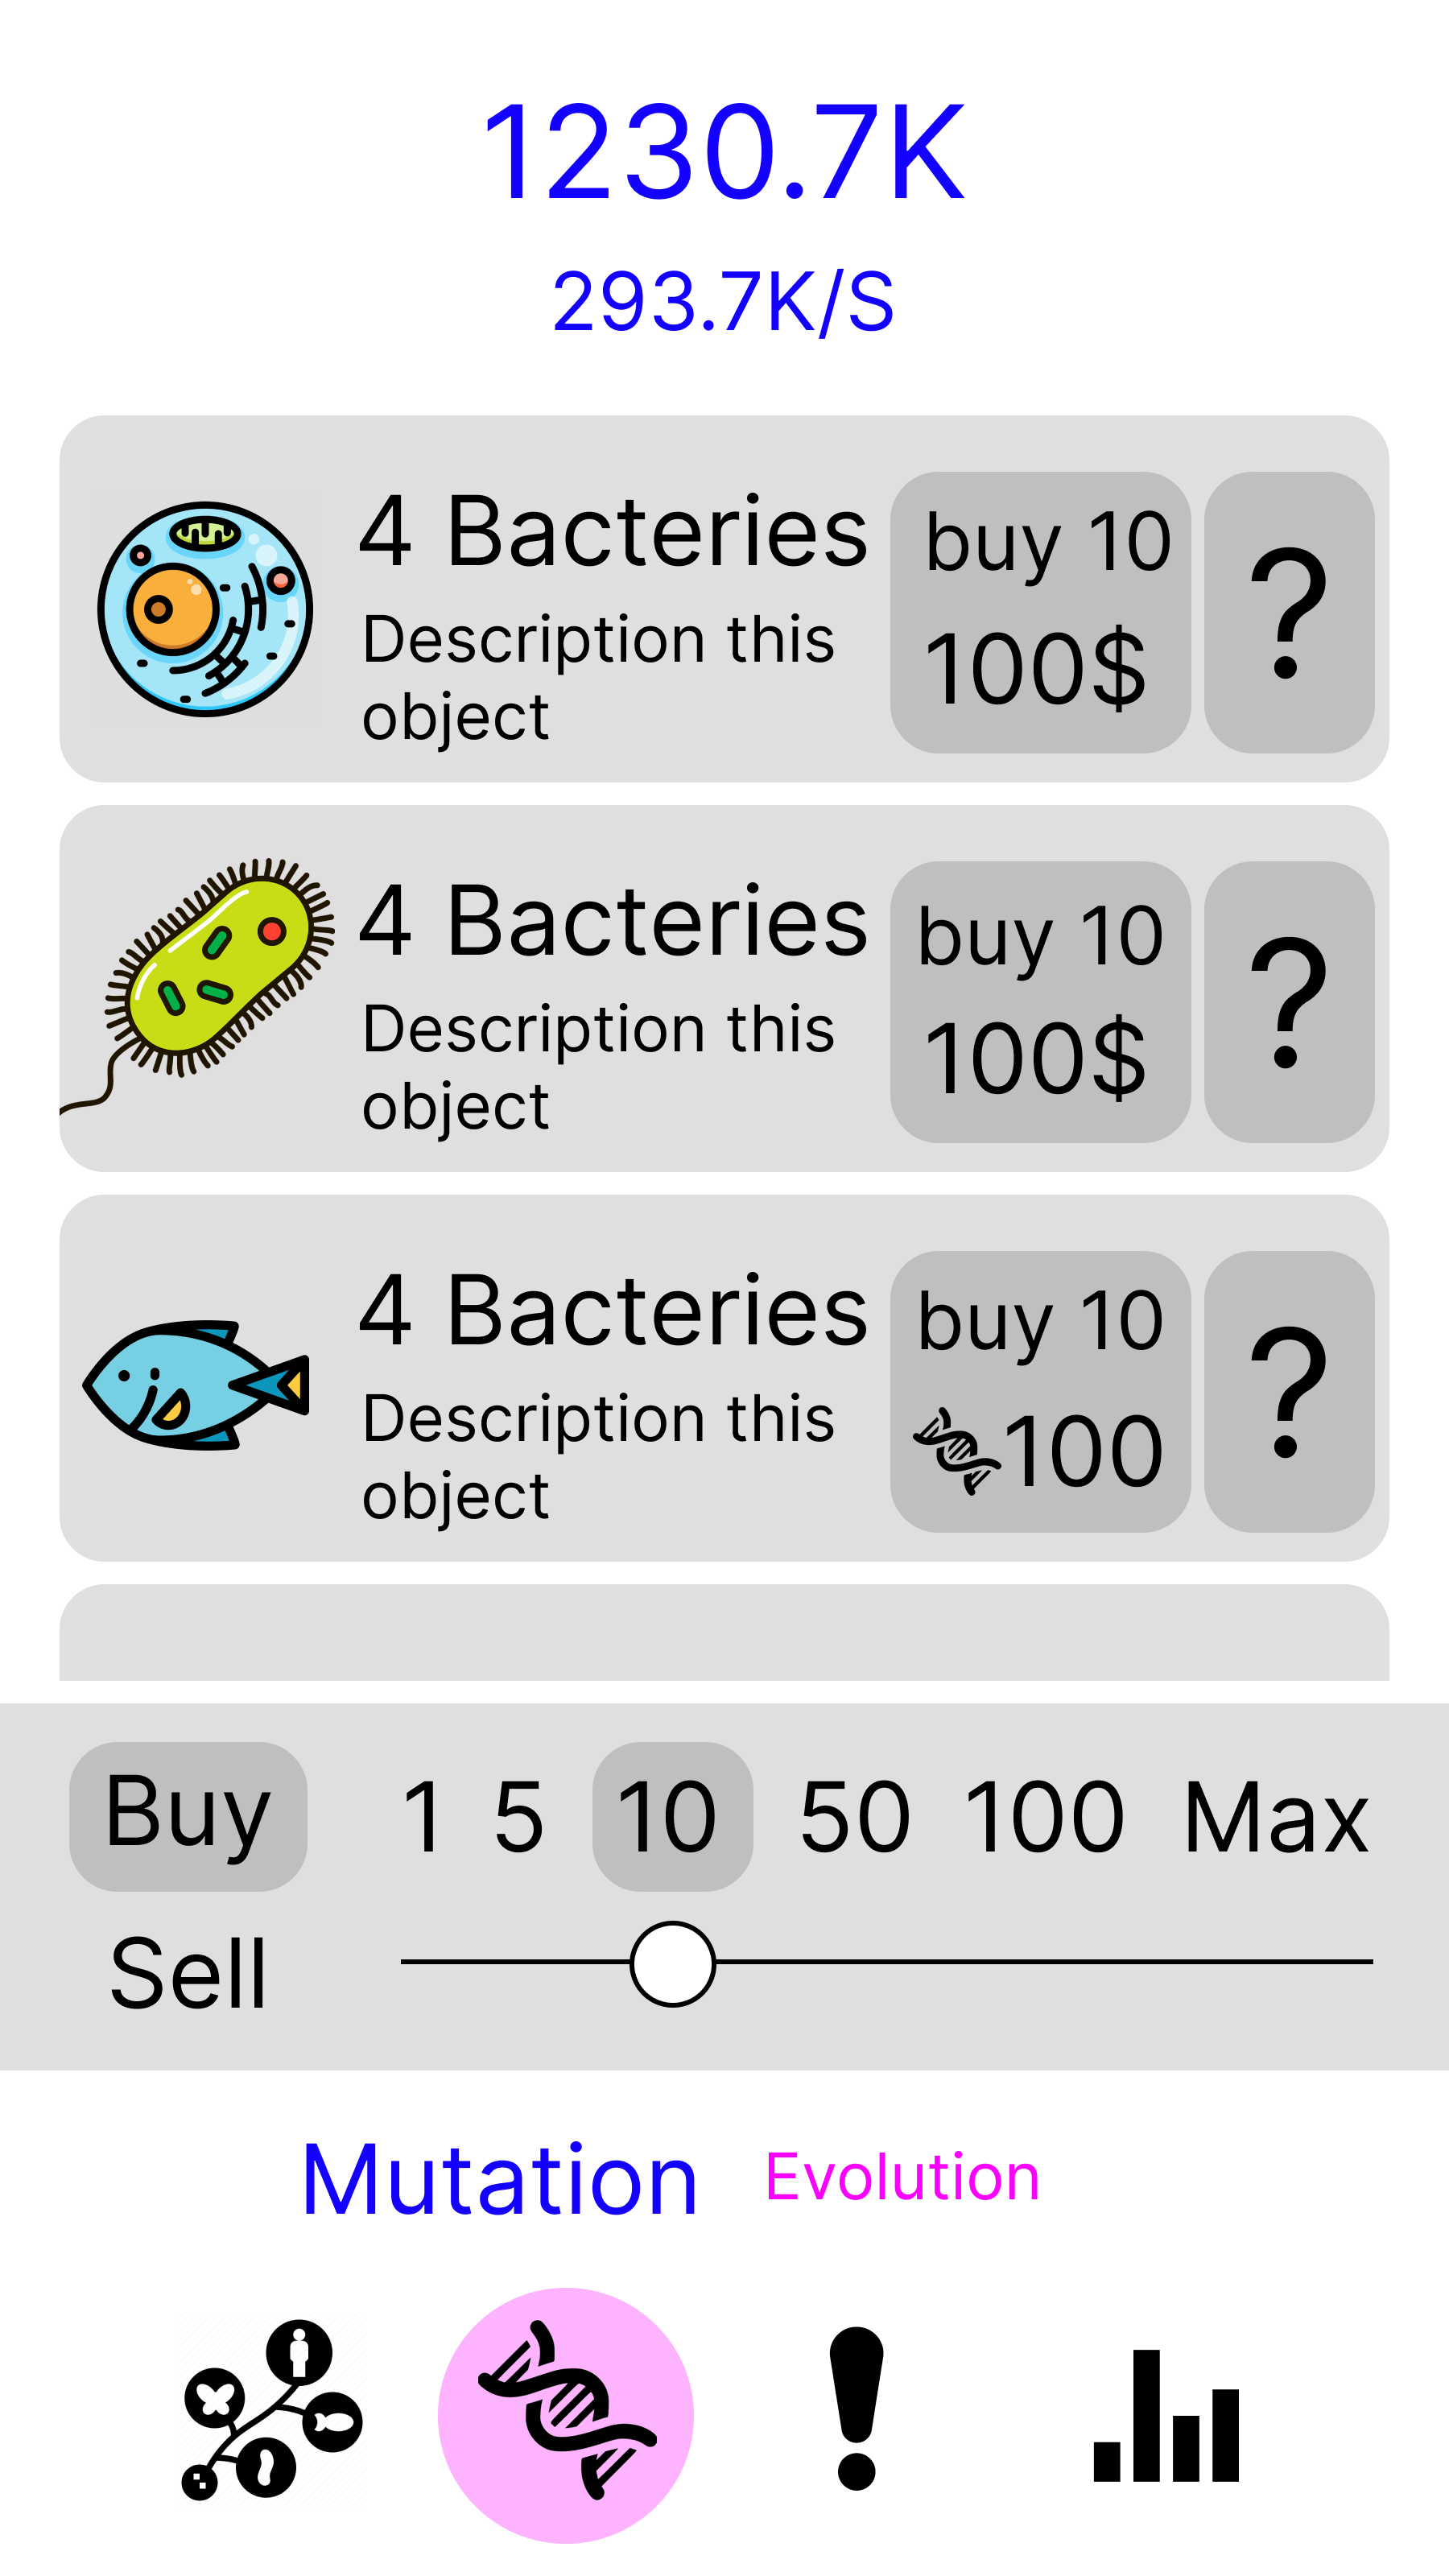 1230.7K
293.7K/S
4 Bacteries
Description this
object
buy 10
100$
?
4 Bacteries
Description this
object
buy 10
100$
?
4 Bacteries
Description this
object
buy 10
100
?
Buy 1 5 10 50 100 Max
Sell
Mutation Evolution